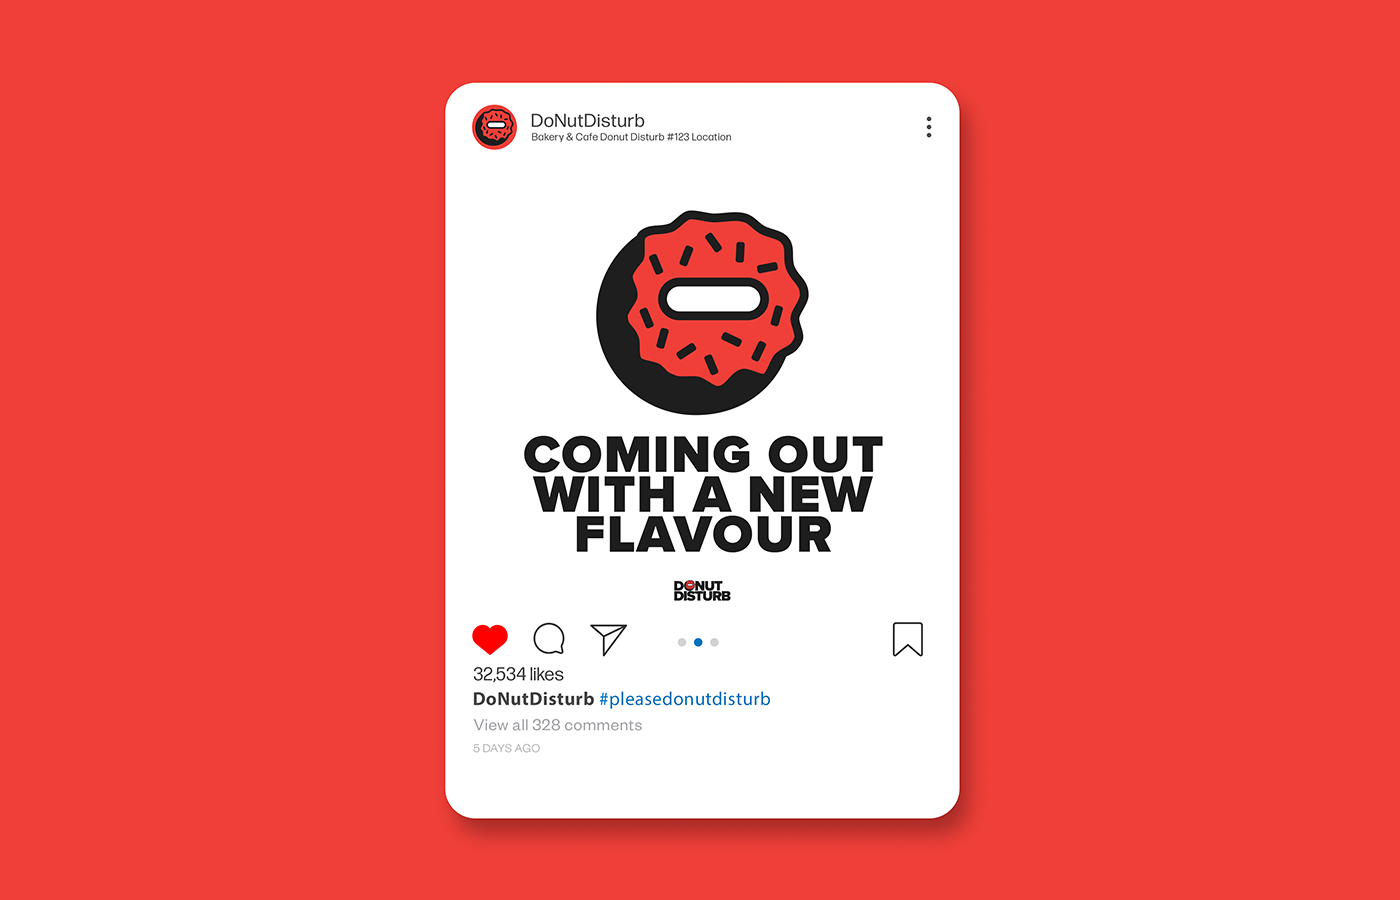 DoNutDisturb
Bakery & Cafe Donut Disturb #123 Location
COMING OUT
WITH A NEW
FLAVOUR
DONUT
DISTURB
32,534 likes
DoNutDisturb #pleasedonutdisturb
View all 328 comments
5 DAYS AGO